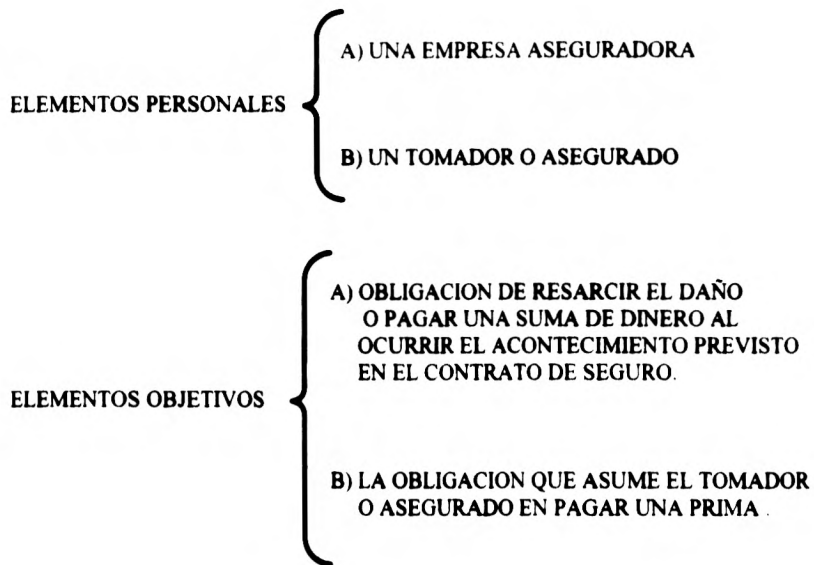 ELEMENTOS PERSONALES
A) UNA EMPRESA ASEGURADORA
B) UN TOMADOR O ASEGURADO
ELEMENTOS OBJETIVOS
A) OBLIGACION DE RESARCIR EL DAÑO
O PAGAR UNA SUMA DE DINERO AL
OCURRIR EL ACONTECIMIENTO PREVISTO
EN EL CONTRATO DE SEGURO.
B) LA OBLIGACION QUE ASUME EL TOMADOR
O ASEGURADO EN PAGAR UNA PRIMA .